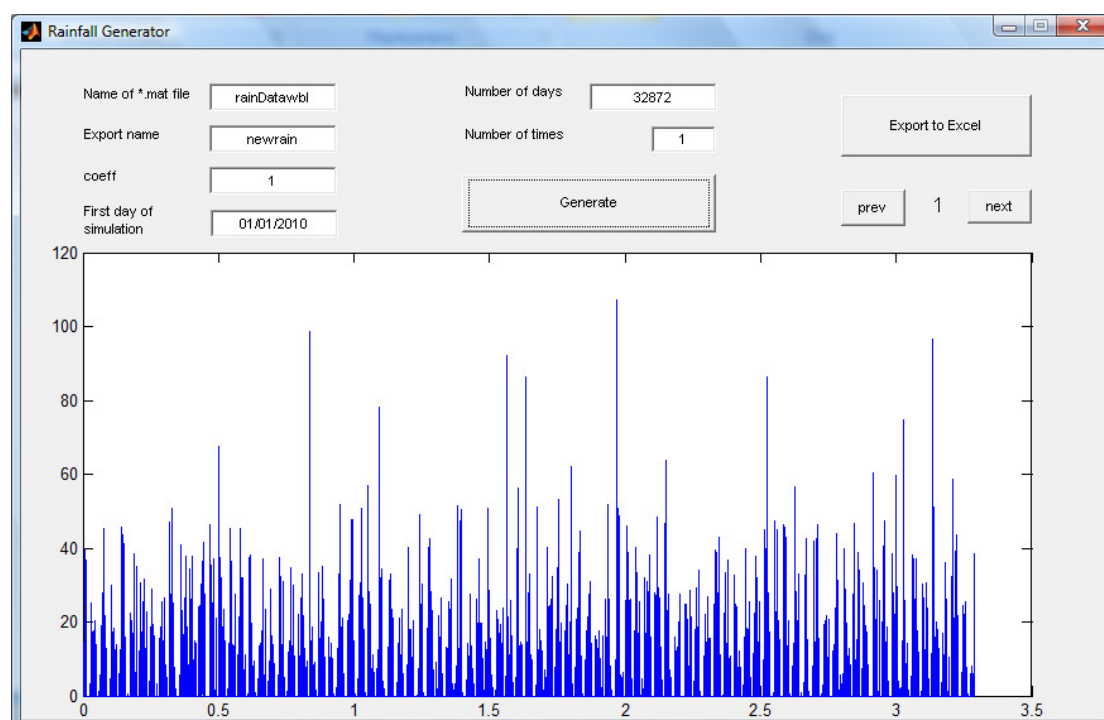 Rainfall Generator
Name of *.mat file
rainDatawbl
Number of days
32872
Export to Excel
Export name
newrain
Number of times
1
coeff
1
Generate
prev
1
next
First day of
simulation
01/01/2010
120
100
80
60
40
20
0
0
0.5
1
1.5
2
2.5
3
3.5